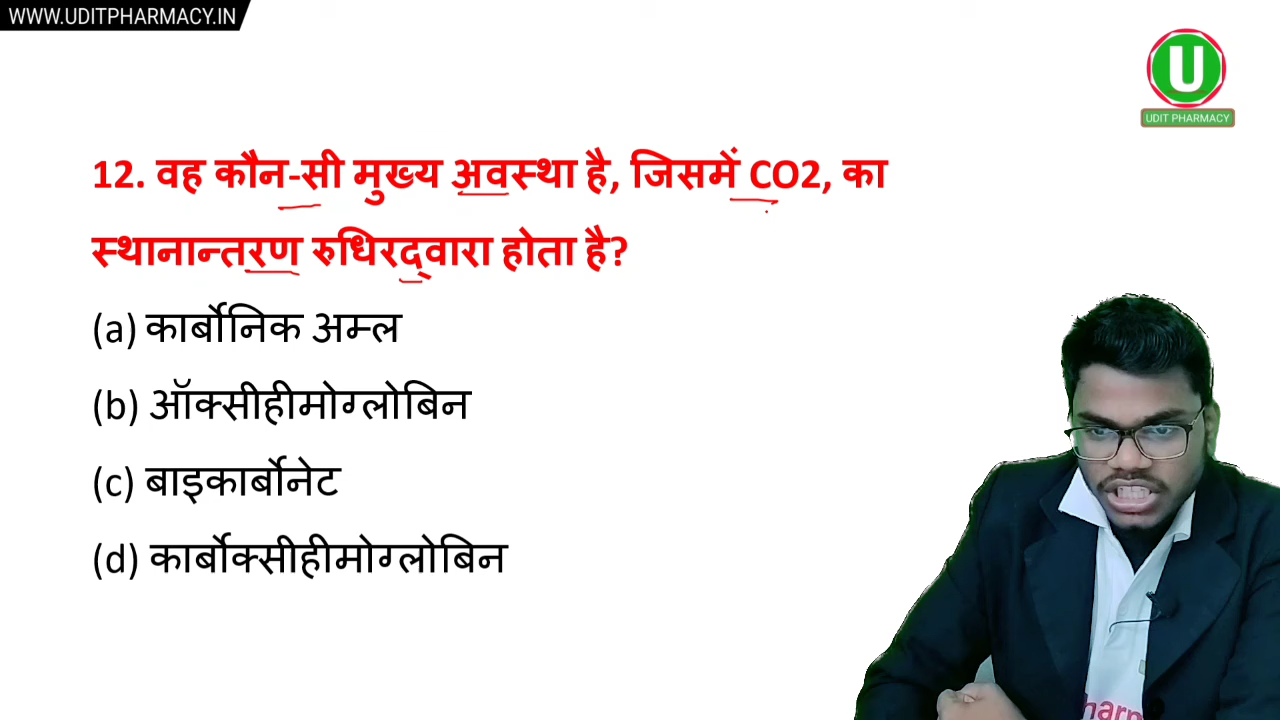 WWW.UDITPHARMACY.IN
U
UDIT PHARMACY
12. वह कौन-सी मुख्य अवस्था है, जिसमें CO2, का
स्थानान्तरण रुधिरद्वारा होता है?
(a) कार्बोनिक अम्ल
(b) ऑक्सीहीमोग्लोबिन
(c) बाइकार्बोनेट
(d) कार्बोक्सीहीमोग्लोबिन